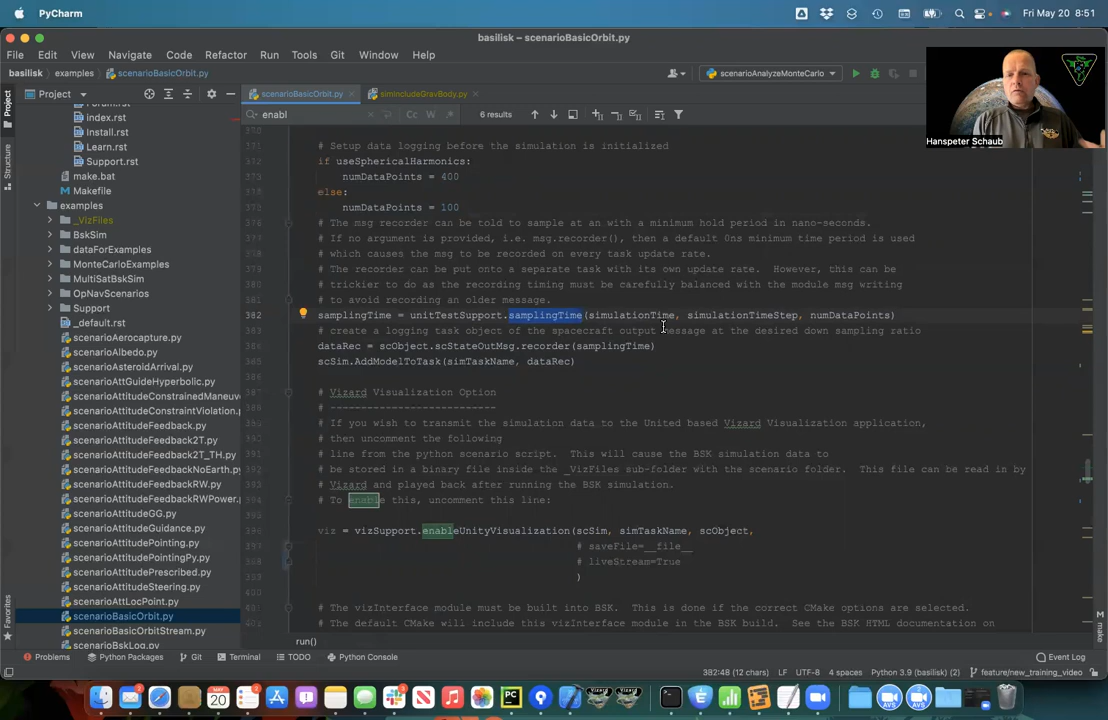 PyCharm
Fri May 20 8:51
basilisk – scenarioBasicOrbit.py
File Edit View Navigate Code Refactor Run Tools Git Window Help
basilisk examples scenarioBasicOrbit.py
scenarioAnalyzeMonteCarlo
Project
Project
scenarioBasicOrbit.py
simIncludeGravBody.py
enabl
Cc W
6 results
Hanspeter Schaub
index.rst
Install.rst
Learn.rst
Support.rst
make.bat
Makefile
examples
_VizFiles
BskSim
dataForExamples
MonteCarloExamples
MultiSatBskSim
OpNavScenarios
Support
_default.rst
scenarioAerocapture.py
scenarioAlbedo.py
scenarioAsteroidArrival.py
scenarioAttGuideHyperbolic.py
scenarioAttitudeConstrainedManeuv
scenarioAttitudeConstraintViolation.
scenarioAttitudeFeedback.py
scenarioAttitudeFeedback2T.py
scenarioAttitudeFeedback2T_TH.py
scenarioAttitudeFeedbackNoEarth.py
scenarioAttitudeFeedbackRW.py
scenarioAttitudeFeedbackRWPower.
scenarioAttitudeGG.py
scenarioAttitudeGuidance.py
scenarioAttitudePointing.py
scenarioAttitudePointingPy.py
scenarioAttitudePrescribed.py
scenarioAttitudeSteering.py
scenarioAttLocPoint.py
scenarioBasicOrbit.py
scenarioBasicOrbitStream.py
scenarioBskLog.py
# Setup data logging before the simulation is initialized
if useSphericalHarmonics:
numDataPoints = 400
else:
numDataPoints = 100
# The msg recorder can be told to sample at an with a minimum hold period in nano-seconds.
# If no argument is provided, i.e. msg.recorder(), then a default 0ns minimum time period is used
# which causes the msg to be recorded on every task update rate.
# The recorder can be put onto a separate task with its own update rate. However, this can be
# trickier to do as the recording timing must be carefully balanced with the module msg writing
# to avoid recording an older message.
382 samplingTime = unitTestSupport.samplingTime(simulationTime, simulationTimeStep, numDataPoints)
# create a logging task object of the spacecraft output message at the desired down sampling ratio
dataRec = scObject.scStateOutMsg.recorder(samplingTime)
scSim.AddModelToTask(simTaskName, dataRec)
# Vizard Visualization Option
# ---------------------------
# If you wish to transmit the simulation data to the United based Vizard Visualization application,
# then uncomment the following
# line from the python scenario script. This will cause the BSK simulation data to
# be stored in a binary file inside the _VizFiles sub-folder with the scenario folder. This file can be read in by
# Vizard and played back after running the BSK simulation.
# To enable this, uncomment this line:
viz = vizSupport.enableUnityVisualization(scSim, simTaskName, scObject,
# saveFile=__file__
# liveStream=True
)
# The vizInterface module must be built into BSK. This is done if the correct CMake options are selected.
# The default CMake will include this vizInterface module in the BSK build. See the BSK HTML documentation on
run()
Structure
Favorites
make
Problems Python Packages Git Terminal TODO Python Console Event Log
382:48 (21 chars) LF UTF-8 4 spaces Python 3.9 (basilisk) (2) feature/new_training_video